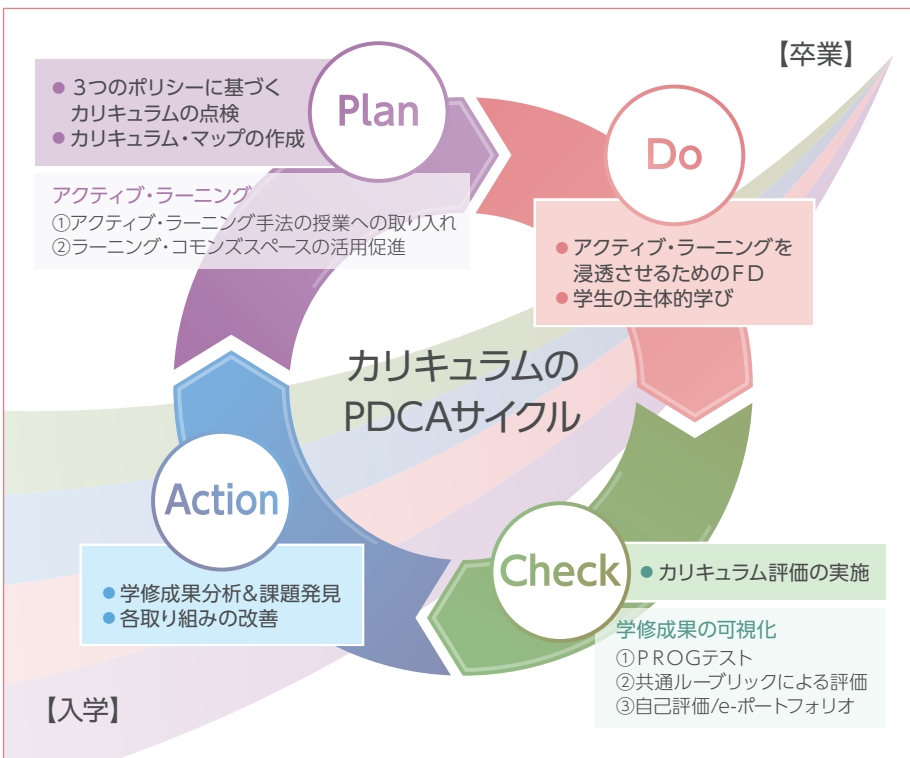 【卒業】
Plan
● 3つのポリシーに基づく
カリキュラムの点検
● カリキュラム・マップの作成
アクティブ・ラーニング
①アクティブ・ラーニング手法の授業への取り入れ
②ラーニング・コモンズスペースの活用促進
Do
● アクティブ・ラーニングを
浸透させるためのFD
● 学生の主体的学び
カリキュラムの
PDCAサイクル
Check
● カリキュラム評価の実施
学修成果の可視化
①PROGテスト
②共通ルーブリックによる評価
③自己評価/e-ポートフォリオ
Action
● 学修成果分析&課題発見
● 各取り組みの改善
【入学】